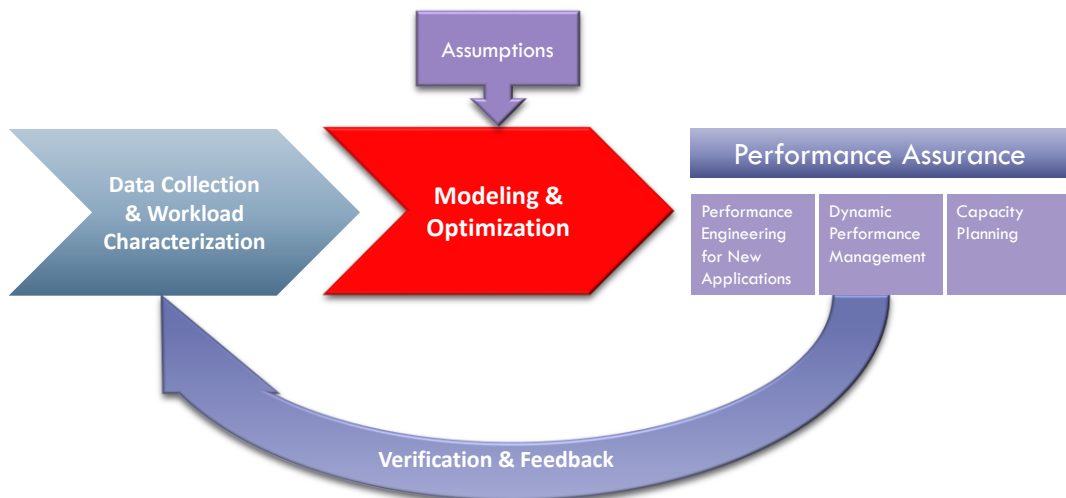 Assumptions
Data Collection
& Workload
Characterization
Modeling &
Optimization
Performance Assurance
Performance
Engineering
for New
Applications
Dynamic
Performance
Management
Capacity
Planning
Verification & Feedback